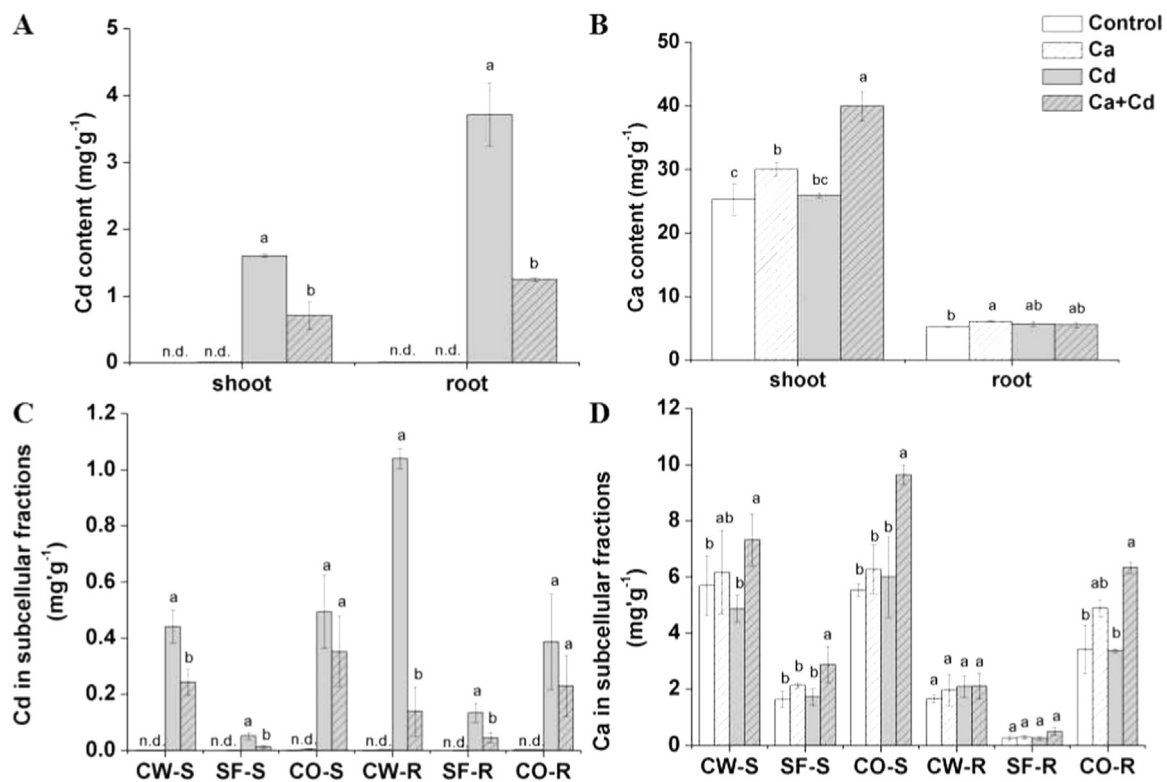 A
Cd content (mg'g-1)
5
4
3
2
1
0
a
a
b
b
n.d. n.d.
n.d. n.d.
shoot root
B
Ca content (mg'g-1)
50
40
30
20
10
0
Control
Ca
Cd
Ca+Cd
c b bc a
b a ab ab
shoot root
C
Cd in subcellular fractions
(mg'g-1)
1.2
1.0
0.8
0.6
0.4
0.2
0.0
n.d. a b
n.d. a b
n.d. a a
n.d. a b
n.d. a b
n.d. a a
CW-S SF-S CO-S CW-R SF-R CO-R
D
Ca in subcellular fractions
(mg'g-1)
12
10
8
6
4
2
0
b ab b a
b b b a
b b b a
a a a a
a a a a
b ab b a
CW-S SF-S CO-S CW-R SF-R CO-R